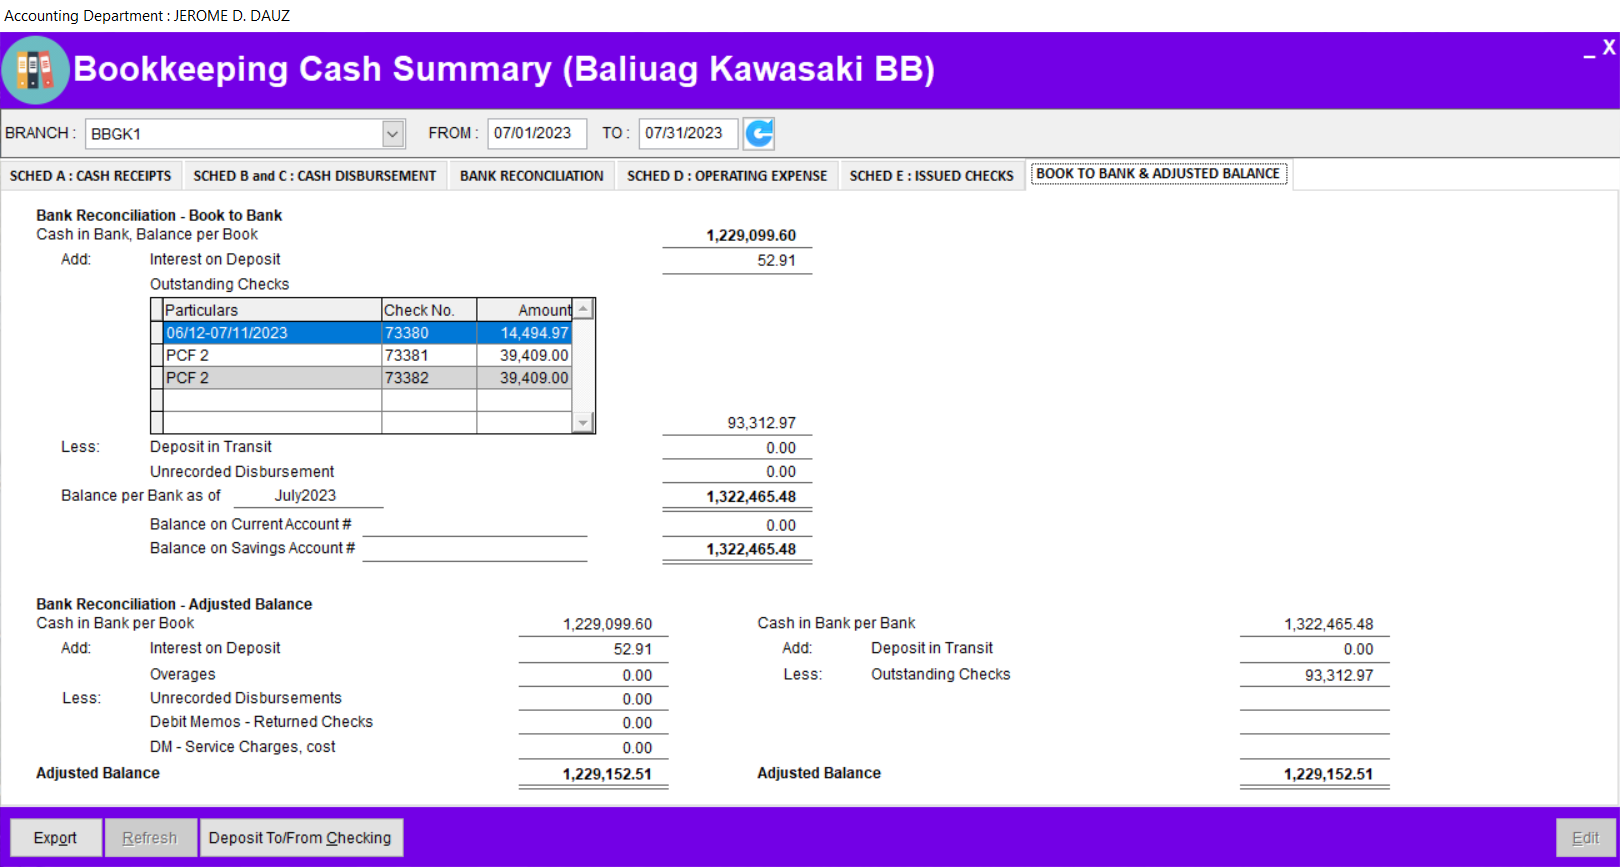 Accounting Department : JEROME D. DAUZ
Bookkeeping Cash Summary (Baliuag Kawasaki BB)
_ X
BRANCH : BBGK1 FROM : 07/01/2023 TO : 07/31/2023
SCHED A : CASH RECEIPTS SCHED B and C : CASH DISBURSEMENT BANK RECONCILIATION SCHED D : OPERATING EXPENSE SCHED E : ISSUED CHECKS BOOK TO BANK & ADJUSTED BALANCE
Bank Reconciliation - Book to Bank
Cash in Bank, Balance per Book 1,229,099.60
Add: Interest on Deposit 52.91
Outstanding Checks
Particulars Check No. Amount
06/12-07/11/2023 73380 14,494.97
PCF 2 73381 39,409.00
PCF 2 73382 39,409.00
93,312.97
Less: Deposit in Transit 0.00
Unrecorded Disbursement 0.00
Balance per Bank as of July2023 1,322,465.48
Balance on Current Account # 0.00
Balance on Savings Account # 1,322,465.48
Bank Reconciliation - Adjusted Balance
Cash in Bank per Book 1,229,099.60 Cash in Bank per Bank 1,322,465.48
Add: Interest on Deposit 52.91 Add: Deposit in Transit 0.00
Overages 0.00 Less: Outstanding Checks 93,312.97
Less: Unrecorded Disbursements 0.00
Debit Memos - Returned Checks 0.00
DM - Service Charges, cost 0.00
Adjusted Balance 1,229,152.51 Adjusted Balance 1,229,152.51
Export Refresh Deposit To/From Checking Edit